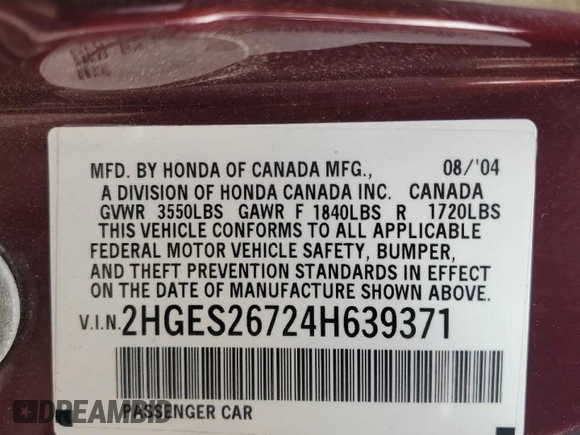 MFD. BY HONDA OF CANADA MFG., 08/'04
A DIVISION OF HONDA CANADA INC. CANADA
GVWR 3550LBS GAWR F 1840LBS R 1720LBS
THIS VEHICLE CONFORMS TO ALL APPLICABLE
FEDERAL MOTOR VEHICLE SAFETY, BUMPER,
AND THEFT PREVENTION STANDARDS IN EFFECT
ON THE DATE OF MANUFACTURE SHOWN ABOVE.
V.I.N. 2HGES26724H639371
PASSENGER CAR
DREAMBID